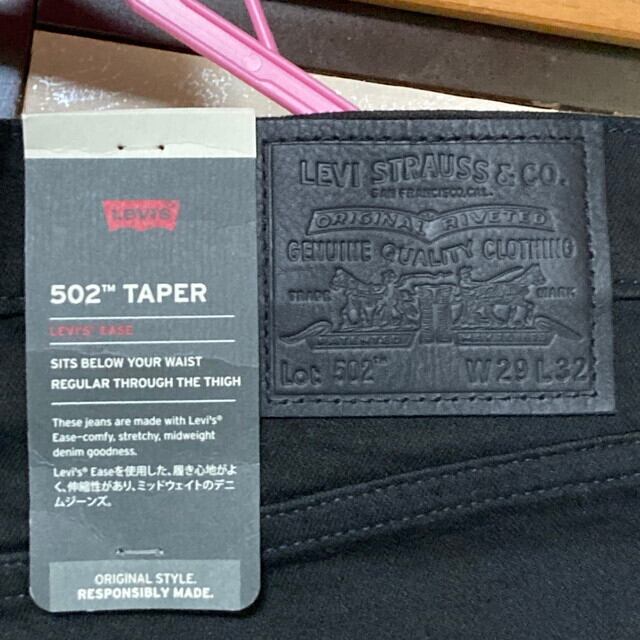 LEVI'S
502™ TAPER
LEVI'S® EASE
SITS BELOW YOUR WAIST
REGULAR THROUGH THE THIGH
These jeans are made with Levi's®
Ease-comfy, stretchy, midweight
denim goodness.
Levi's® Easeを使用した、履き心地がよ
く、伸縮性があり、ミッドウェイトのデニ
ムジーンズ。
ORIGINAL STYLE.
RESPONSIBLY MADE.
LEVI STRAUSS & CO.
SAN FRANCISCO, CAL.
ORIGINAL RIVETED
GENUINE QUALITY CLOTHING
TRADE MARK
PATENTED
Lot 502™ W29 L32